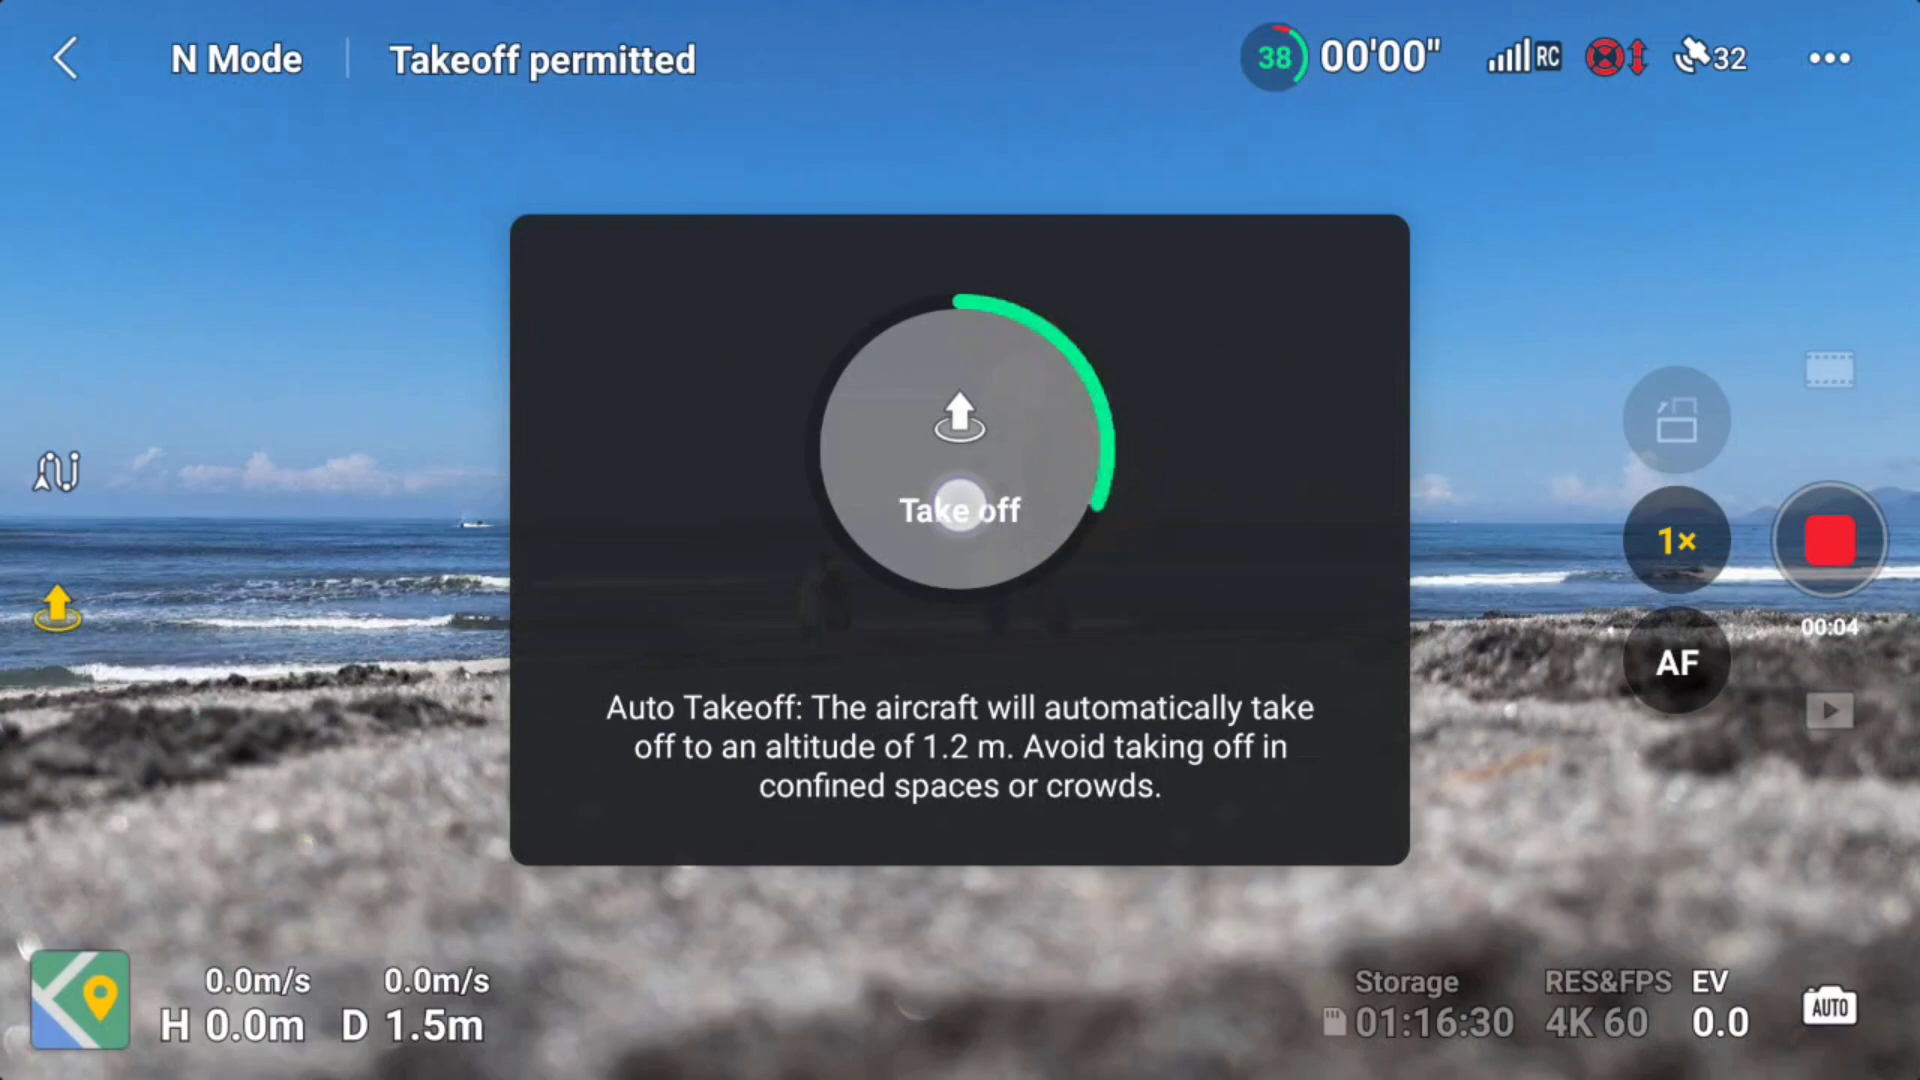 N Mode
Takeoff permitted
38
00'00"
RC
32
Take off
1×
00:04
AF
Auto Takeoff: The aircraft will automatically take
off to an altitude of 1.2 m. Avoid taking off in
confined spaces or crowds.
0.0m/s 0.0m/s
H 0.0m D 1.5m
Storage RES&FPS EV
01:16:30 4K 60 0.0
AUTO